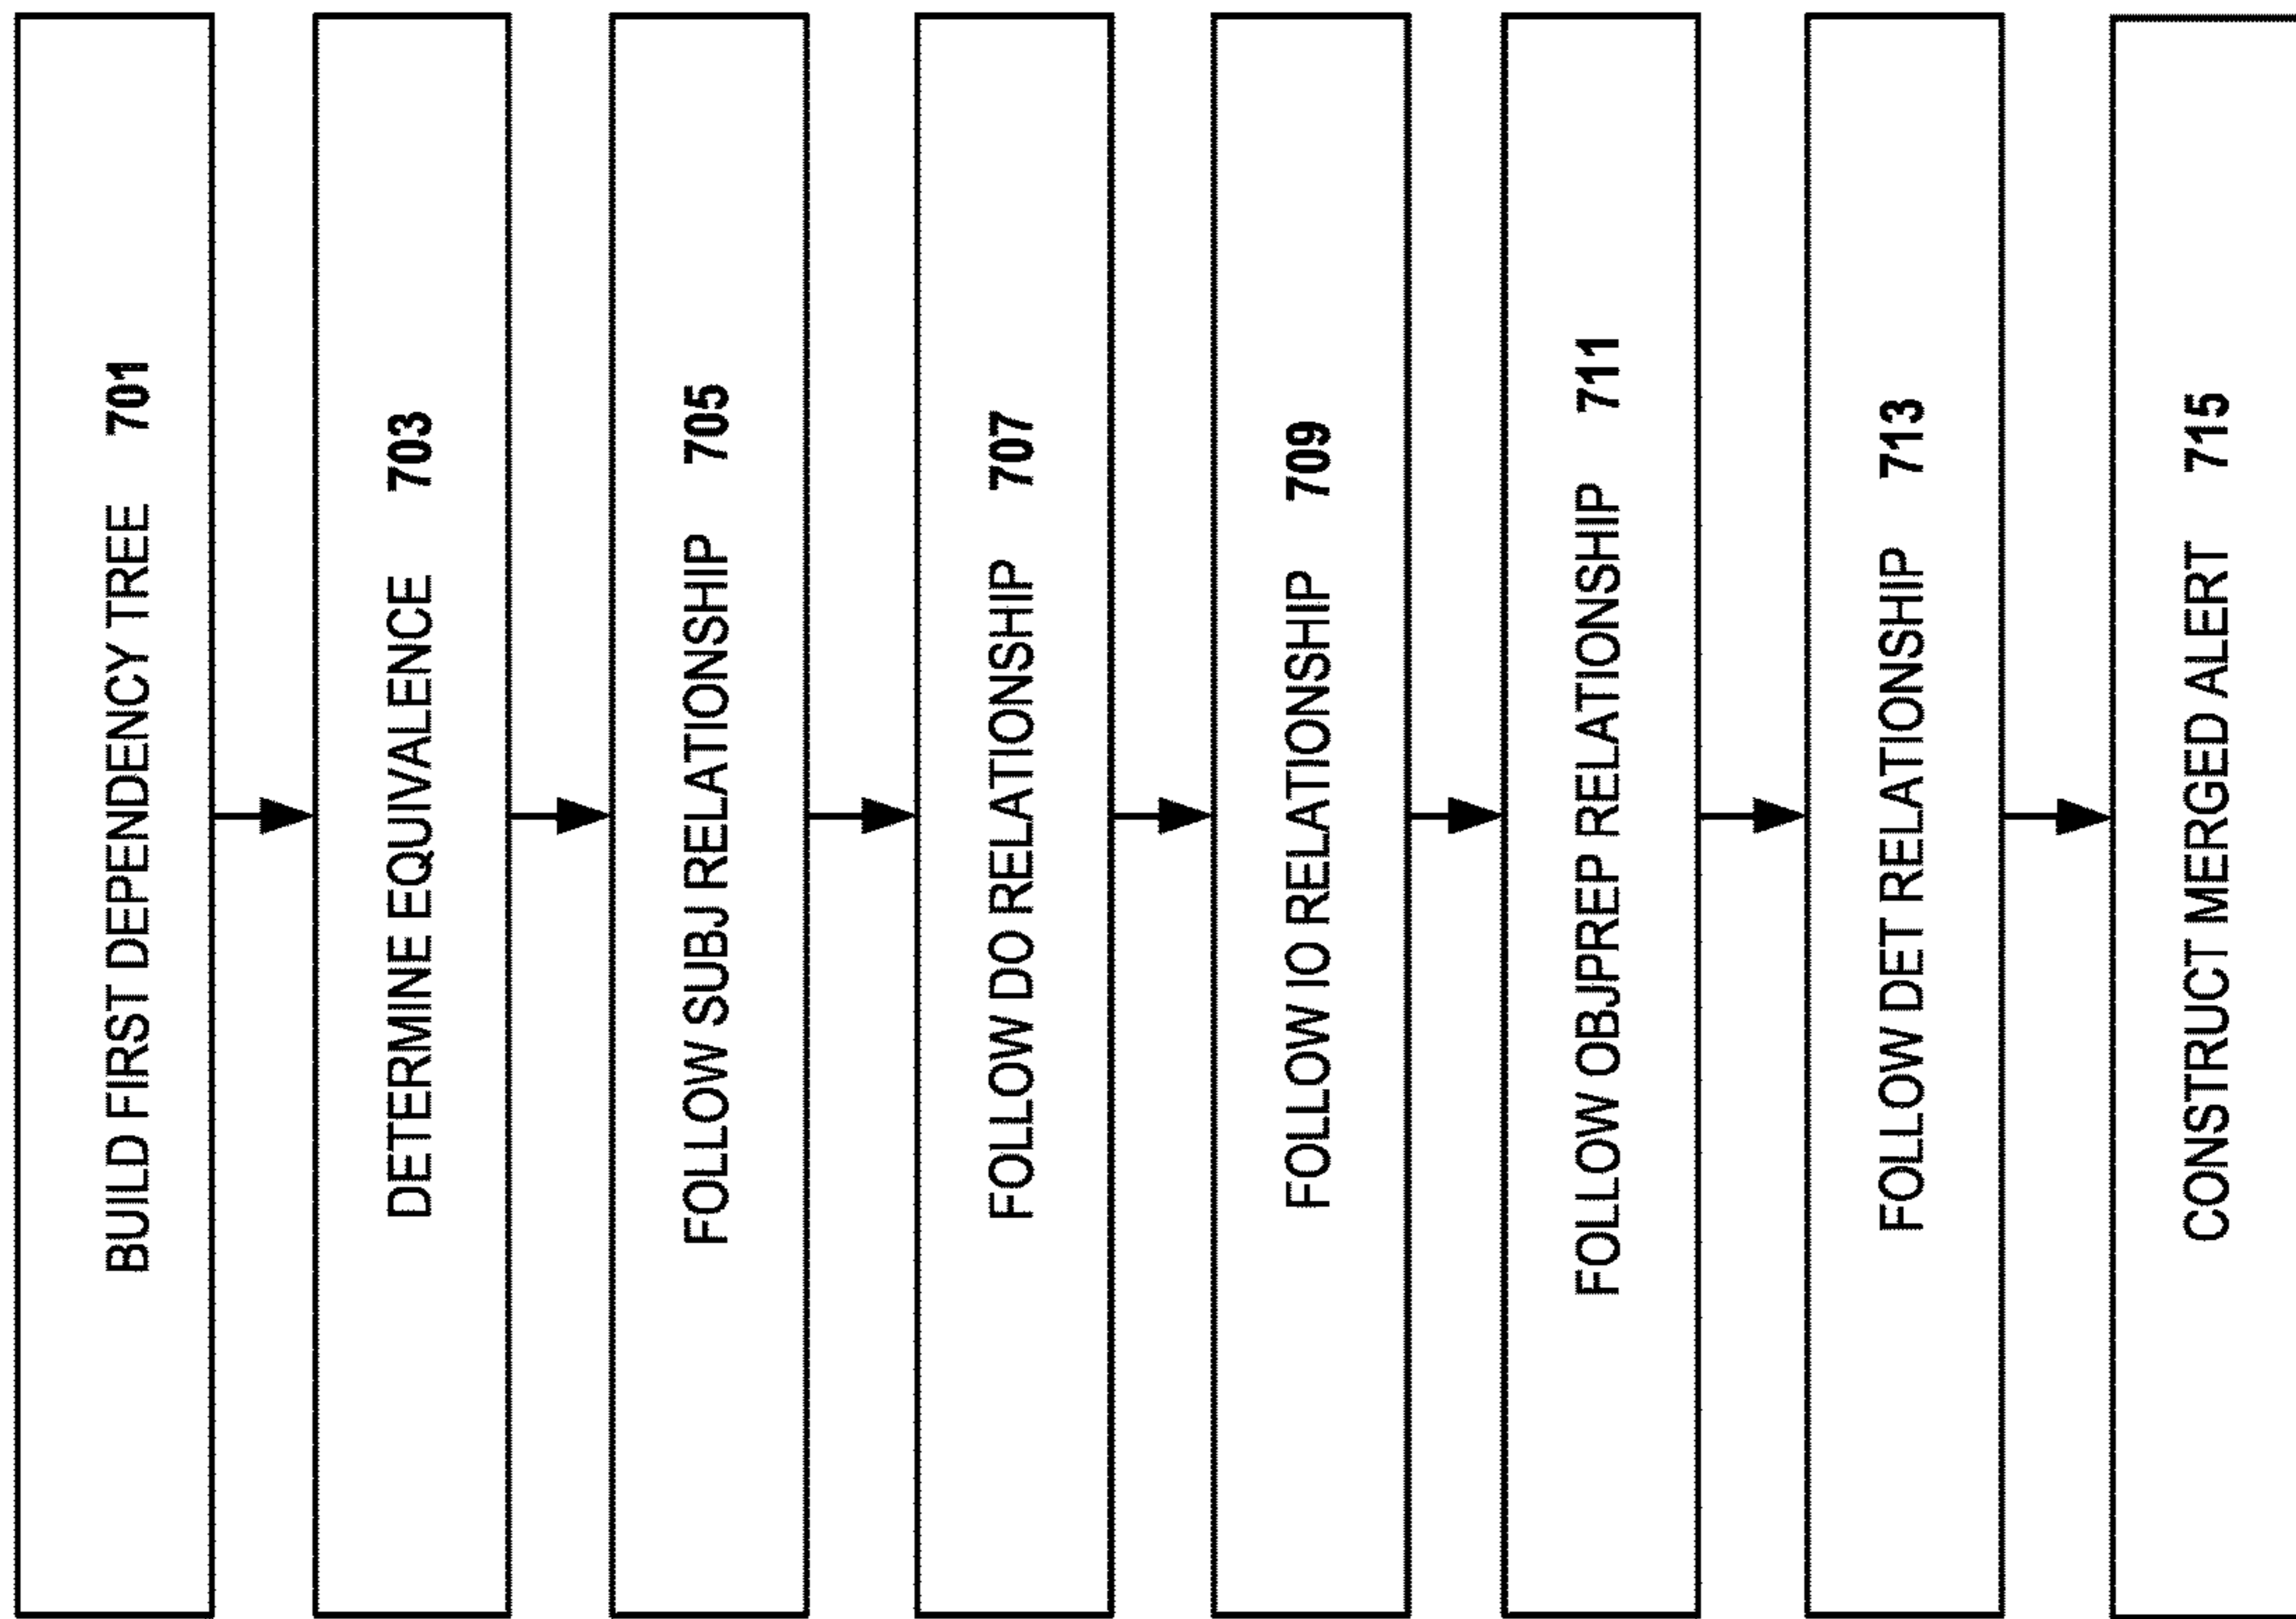 BUILD FIRST DEPENDENCY TREE 701
DETERMINE EQUIVALENCE 703
FOLLOW SUBJ RELATIONSHIP 705
FOLLOW DO RELATIONSHIP 707
FOLLOW IO RELATIONSHIP 709
FOLLOW OBJPREP RELATIONSHIP 711
FOLLOW DET RELATIONSHIP 713
CONSTRUCT MERGED ALERT 715